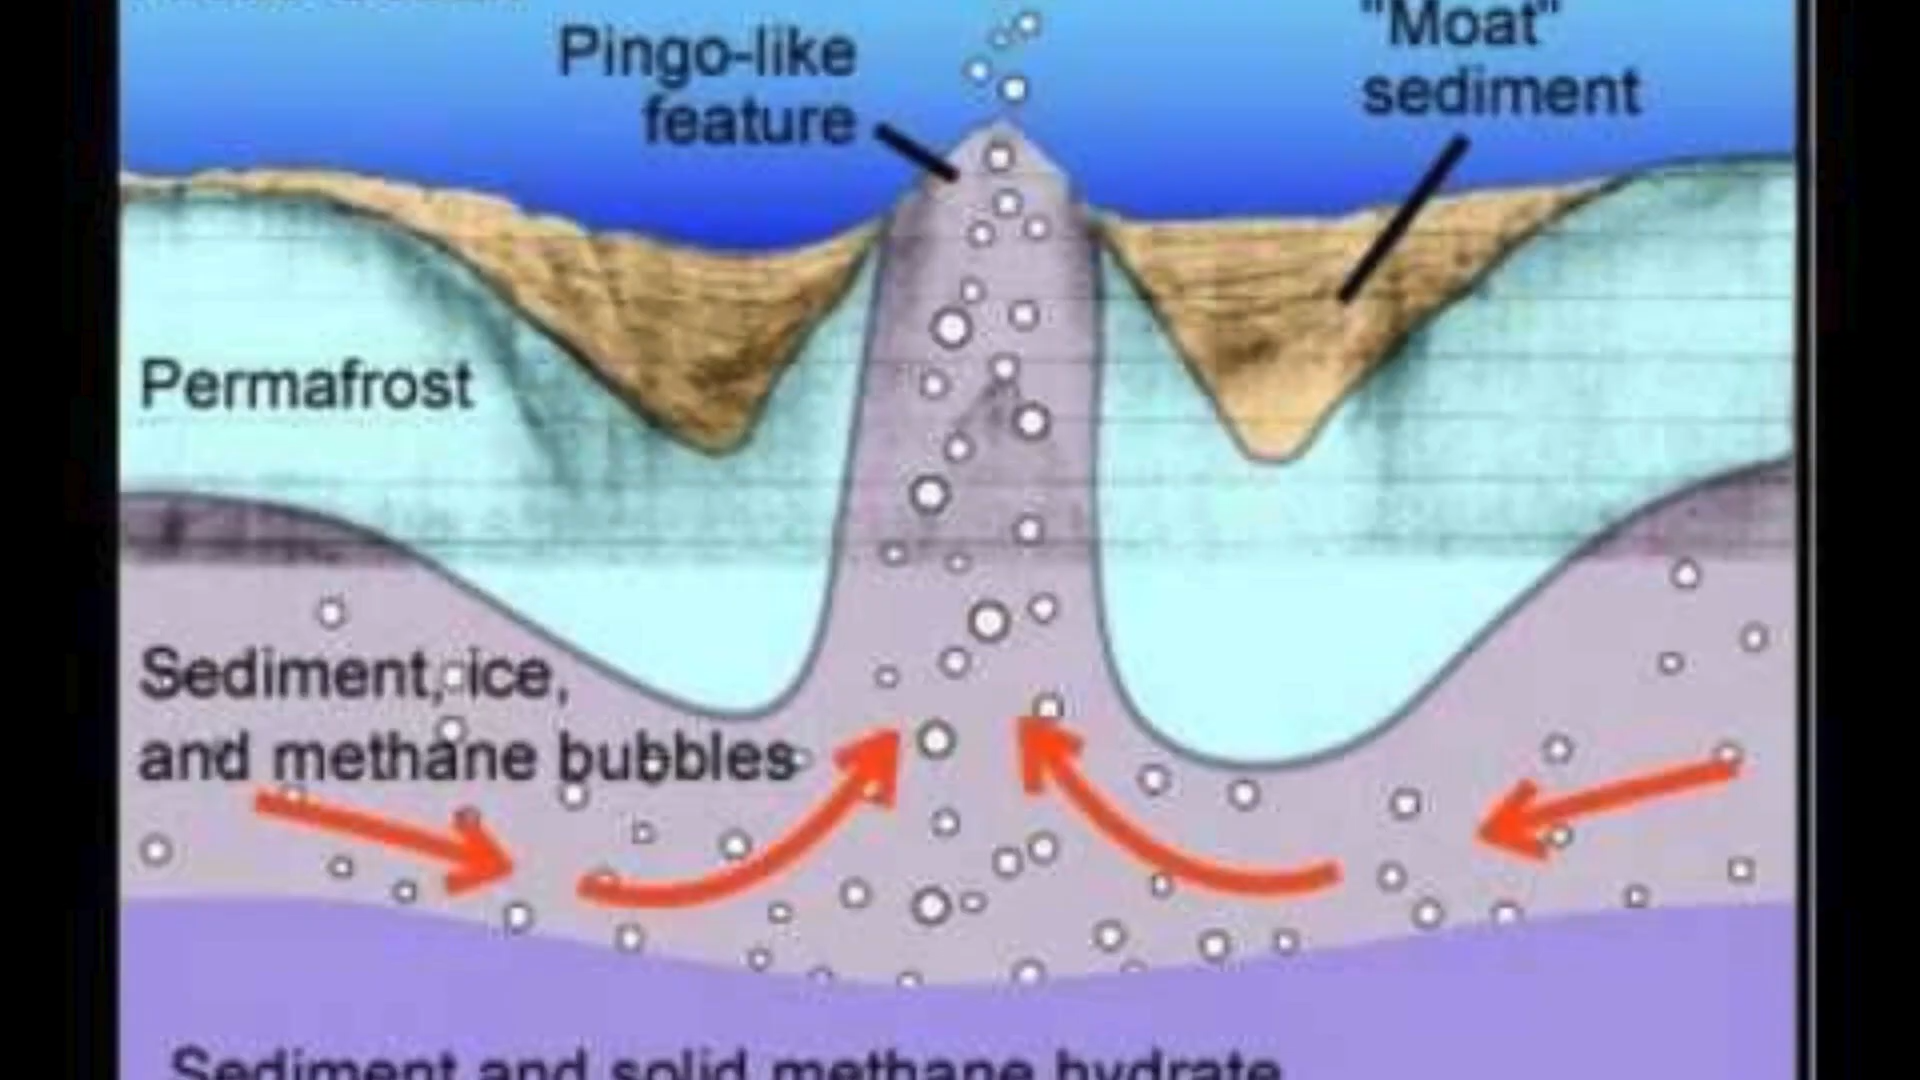 Pingo-like
feature
"Moat"
sediment
Permafrost
Sediment, ice,
and methane bubbles
Sediment and solid methane hydrate